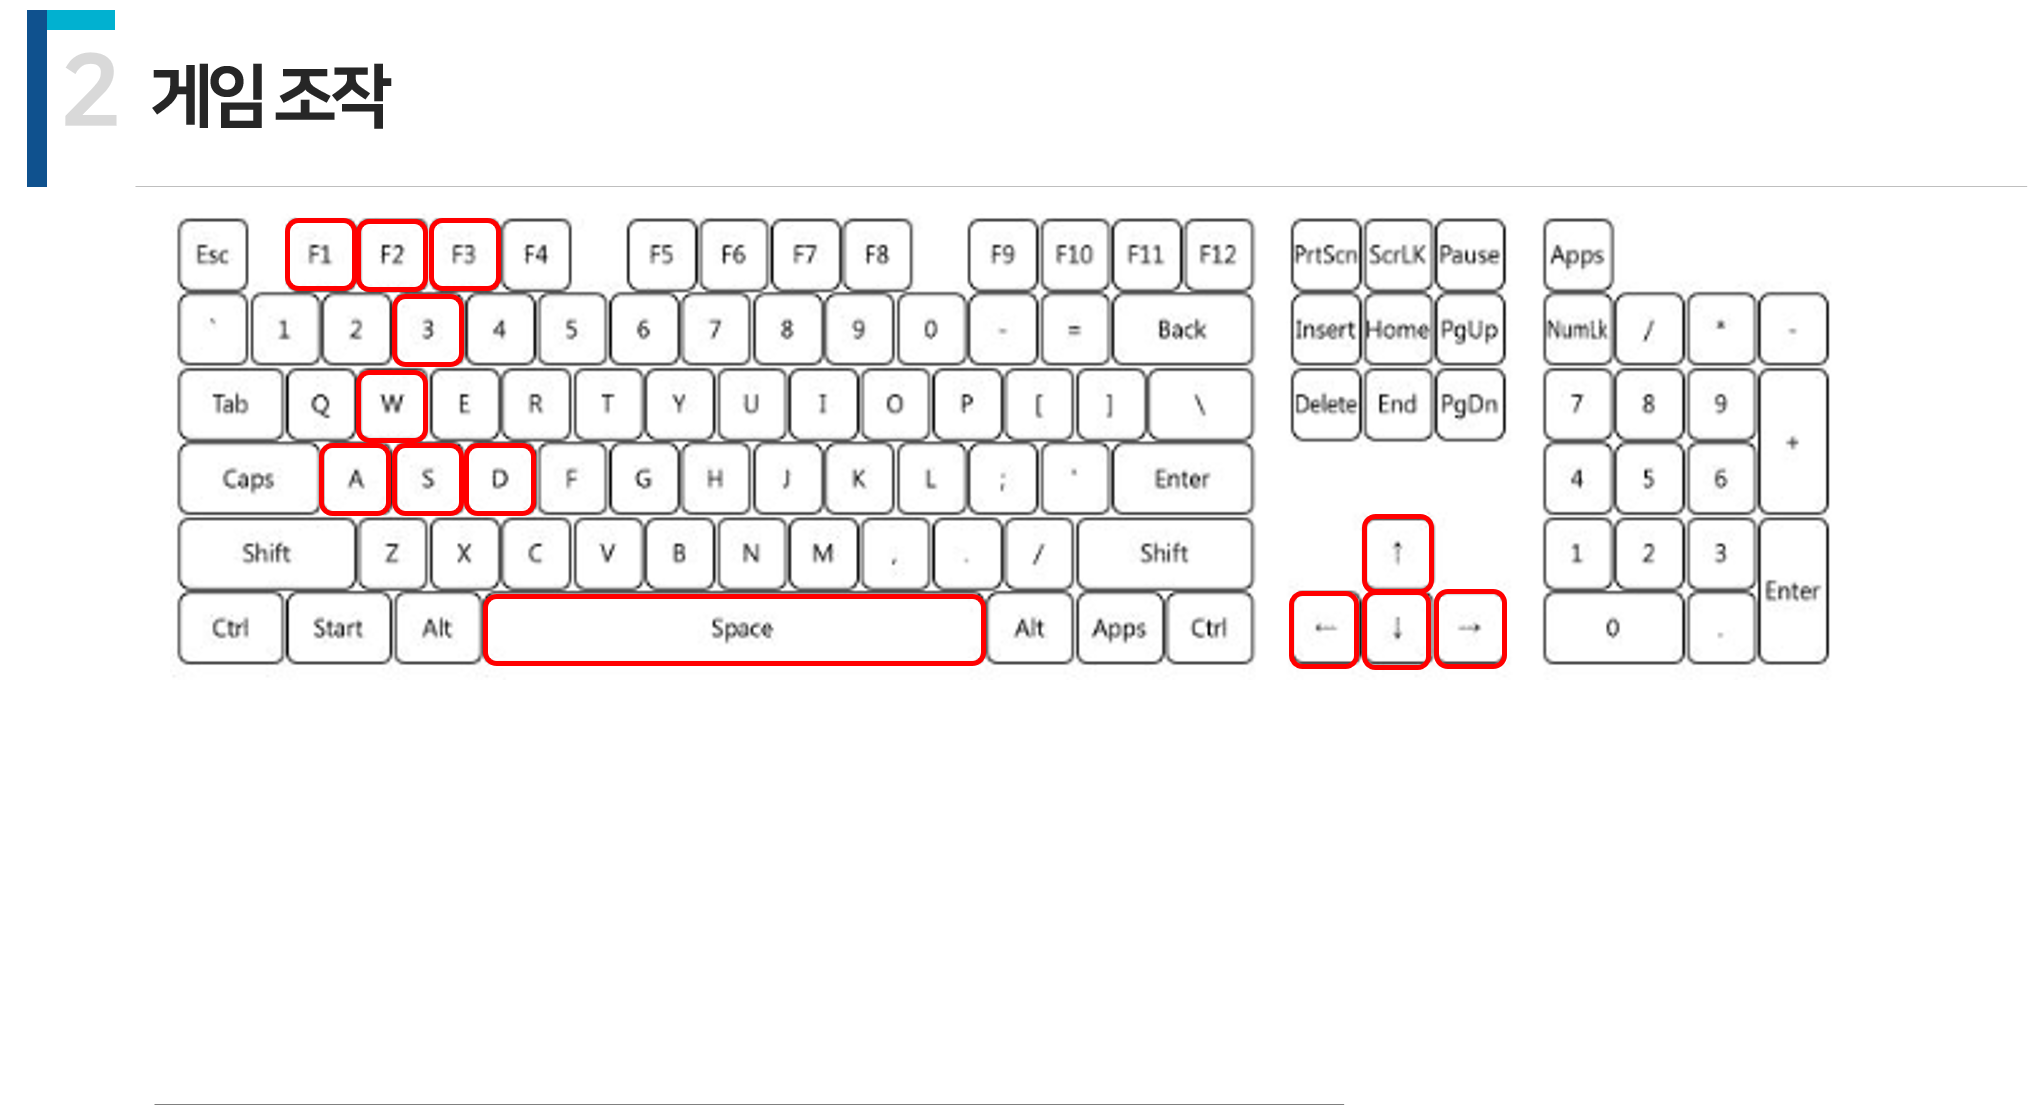 2 게임 조작
Esc F1 F2 F3 F4 F5 F6 F7 F8 F9 F10 F11 F12 PrtScn ScrLK Pause Apps
` 1 2 3 4 5 6 7 8 9 0 - = Back Insert Home PgUp NumLk / * -
Tab Q W E R T Y U I O P [ ] \ Delete End PgDn 7 8 9 +
Caps A S D F G H J K L ; ' Enter 4 5 6
Shift Z X C V B N M , . / Shift ↑ 1 2 3 Enter
Ctrl Start Alt Space Alt Apps Ctrl ← ↓ → 0 .